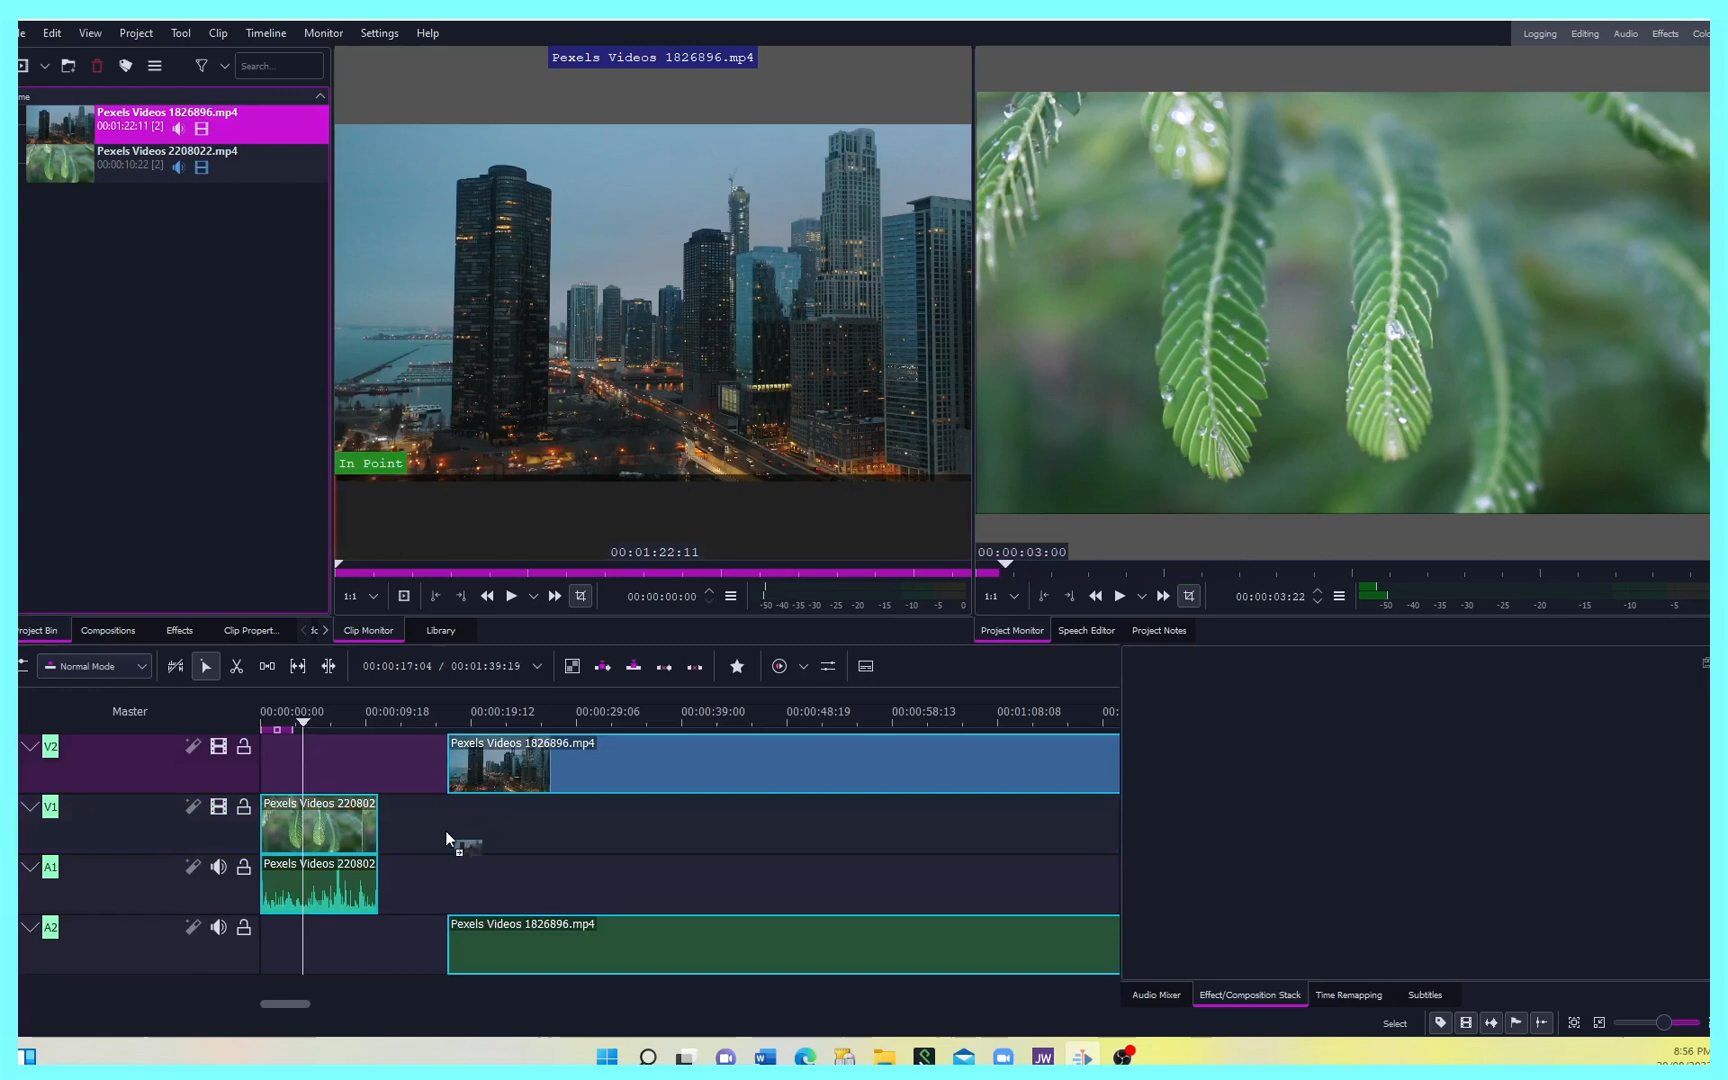 le Edit View Project Tool Clip Timeline Monitor Settings Help
Logging Editing Audio Effects Colo
Search...
me
Pexels Videos 1826896.mp4
00:01:22:11 [2]
Pexels Videos 2208022.mp4
00:00:10:22 [2]
Pexels Videos 1826896.mp4
In Point
00:01:22:11
00:00:03:00
1:1
00:00:00:00
-50 -40 -35 -30 -25 -20 -15 -10 -5 0
1:1
00:00:03:22
-50 -40 -35 -30 -25 -20 -15 -10 -5
roject Bin Compositions Effects Clip Propert...
Clip Monitor Library
Project Monitor Speech Editor Project Notes
Normal Mode
00:00:17:04 / 00:01:39:19
Master
00:00:00:00 00:00:09:18 00:00:19:12 00:00:29:06 00:00:39:00 00:00:48:19 00:00:58:13 00:01:08:08 00:
V2
Pexels Videos 1826896.mp4
V1
Pexels Videos 220802
A1
Pexels Videos 220802
A2
Pexels Videos 1826896.mp4
Audio Mixer Effect/Composition Stack Time Remapping Subtitles
Select
W JW
8:56 PM